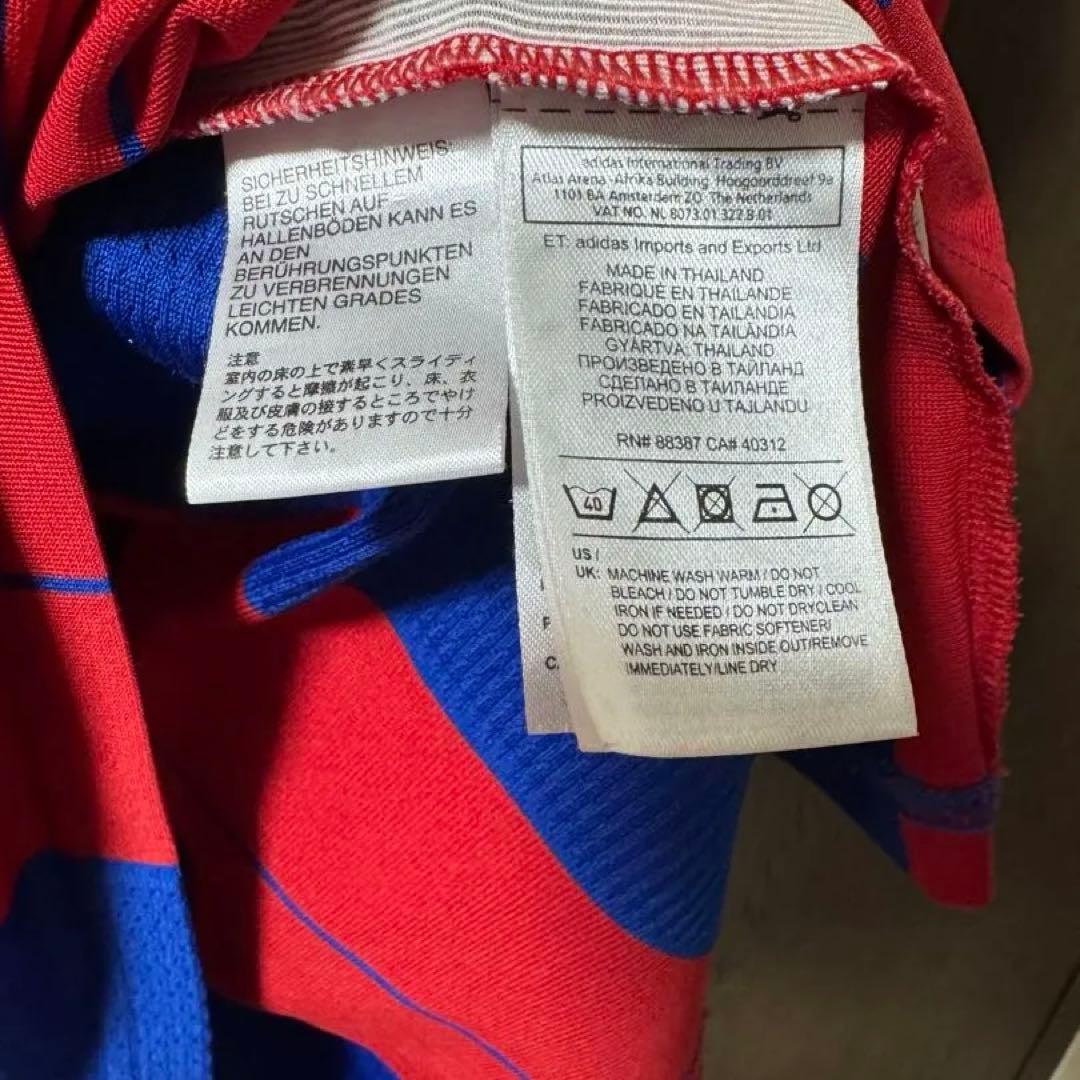 SICHERHEITSHINWEIS:
BEI ZU SCHNELLEM
RUTSCHEN AUF
HALLENBÖDEN KANN ES
AN DEN
BERÜHRUNGSPUNKTEN
ZU VERBRENNUNGEN
LEICHTEN GRADES
KOMMEN.
注意
室内の床の上で素早くスライディ
ングすると摩擦が起こり、床、衣
服及び皮膚の接するところでやけ
どをする危険がありますので十分
注意して下さい。
adidas International Trading BV
Atlas Arena - Afrika Building, Hoogoorddreef 9a
1101 BA Amsterdam ZO The Netherlands
VAT NO. NL 8073.01.327.B.01
ET: adidas Imports and Exports Ltd
MADE IN THAILAND
FABRIQUÉ EN THAÏLANDE
FABRICADO EN TAILANDIA
FABRICADO NA TAILÂNDIA
GYÁRTVA: THAILAND
ПРОИЗВЕДЕНО В ТАИЛАНД
СДЕЛАНО В ТАИЛАНДЕ
PROIZVEDENO U TAJLANDU
RN# 88387 CA# 40312
40
US /
UK: MACHINE WASH WARM / DO NOT
BLEACH / DO NOT TUMBLE DRY / COOL
IRON IF NEEDED / DO NOT DRYCLEAN
DO NOT USE FABRIC SOFTENER/
WASH AND IRON INSIDE OUT/REMOVE
IMMEDIATELY/LINE DRY